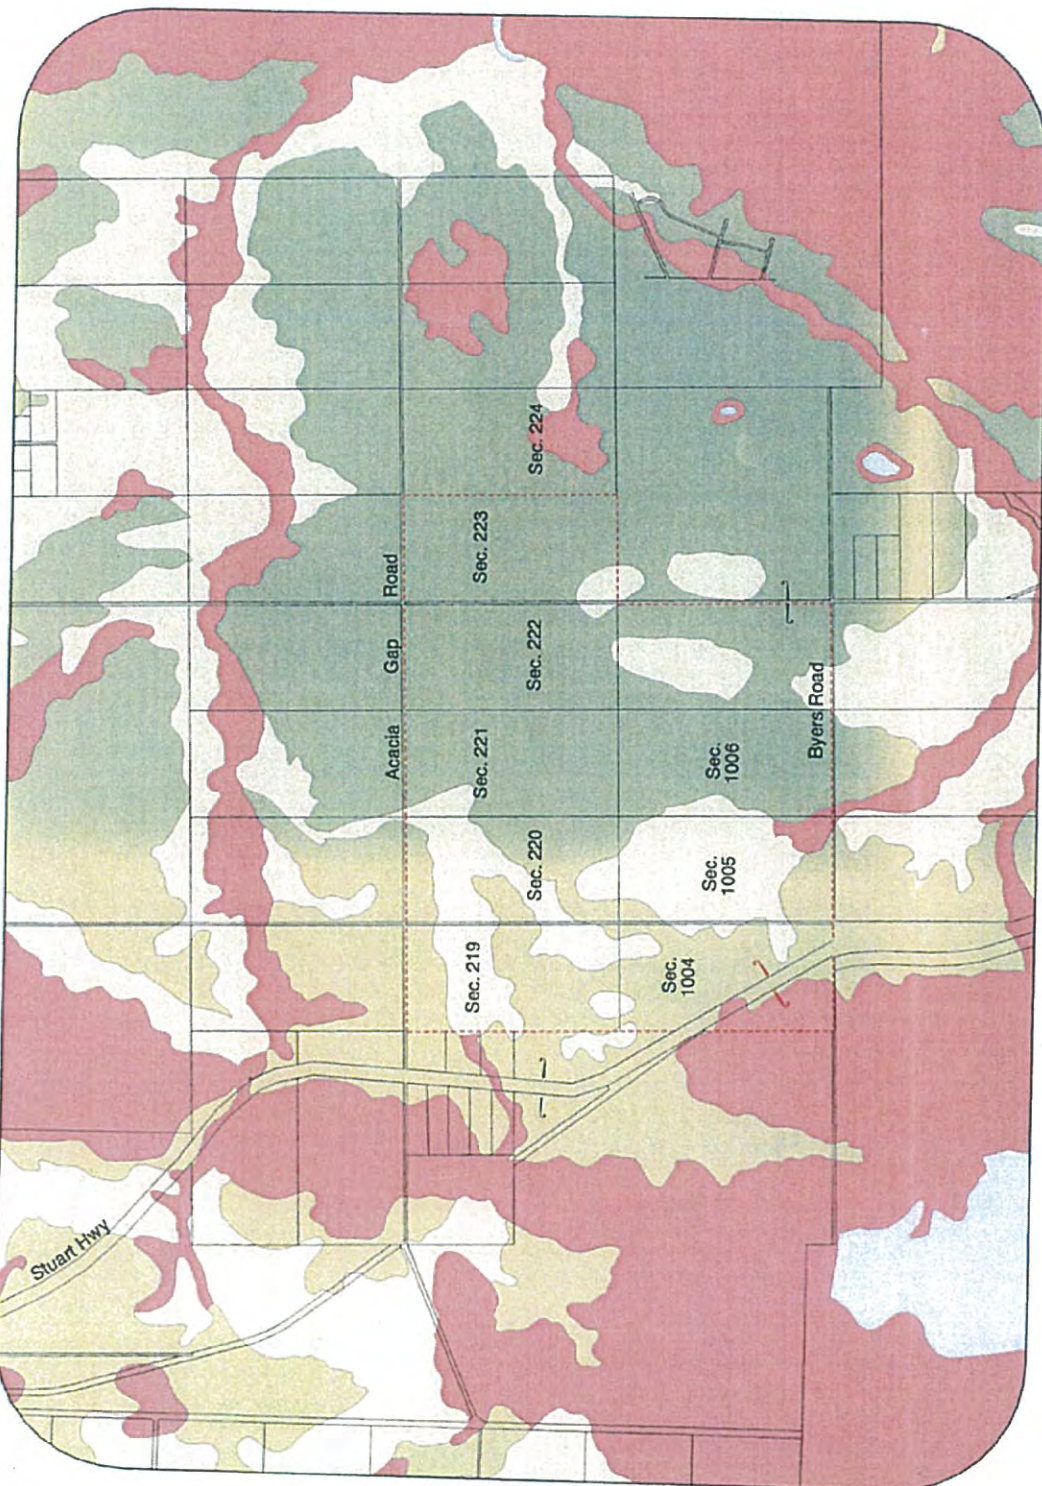 Sec. 224
Sec. 223
Sec. 222
Sec. 221
Sec. 220
Sec. 219
Acacia Gap Road
Sec.
1006
Sec.
1005
Sec.
1004
Byers Road
Stuart Hwy